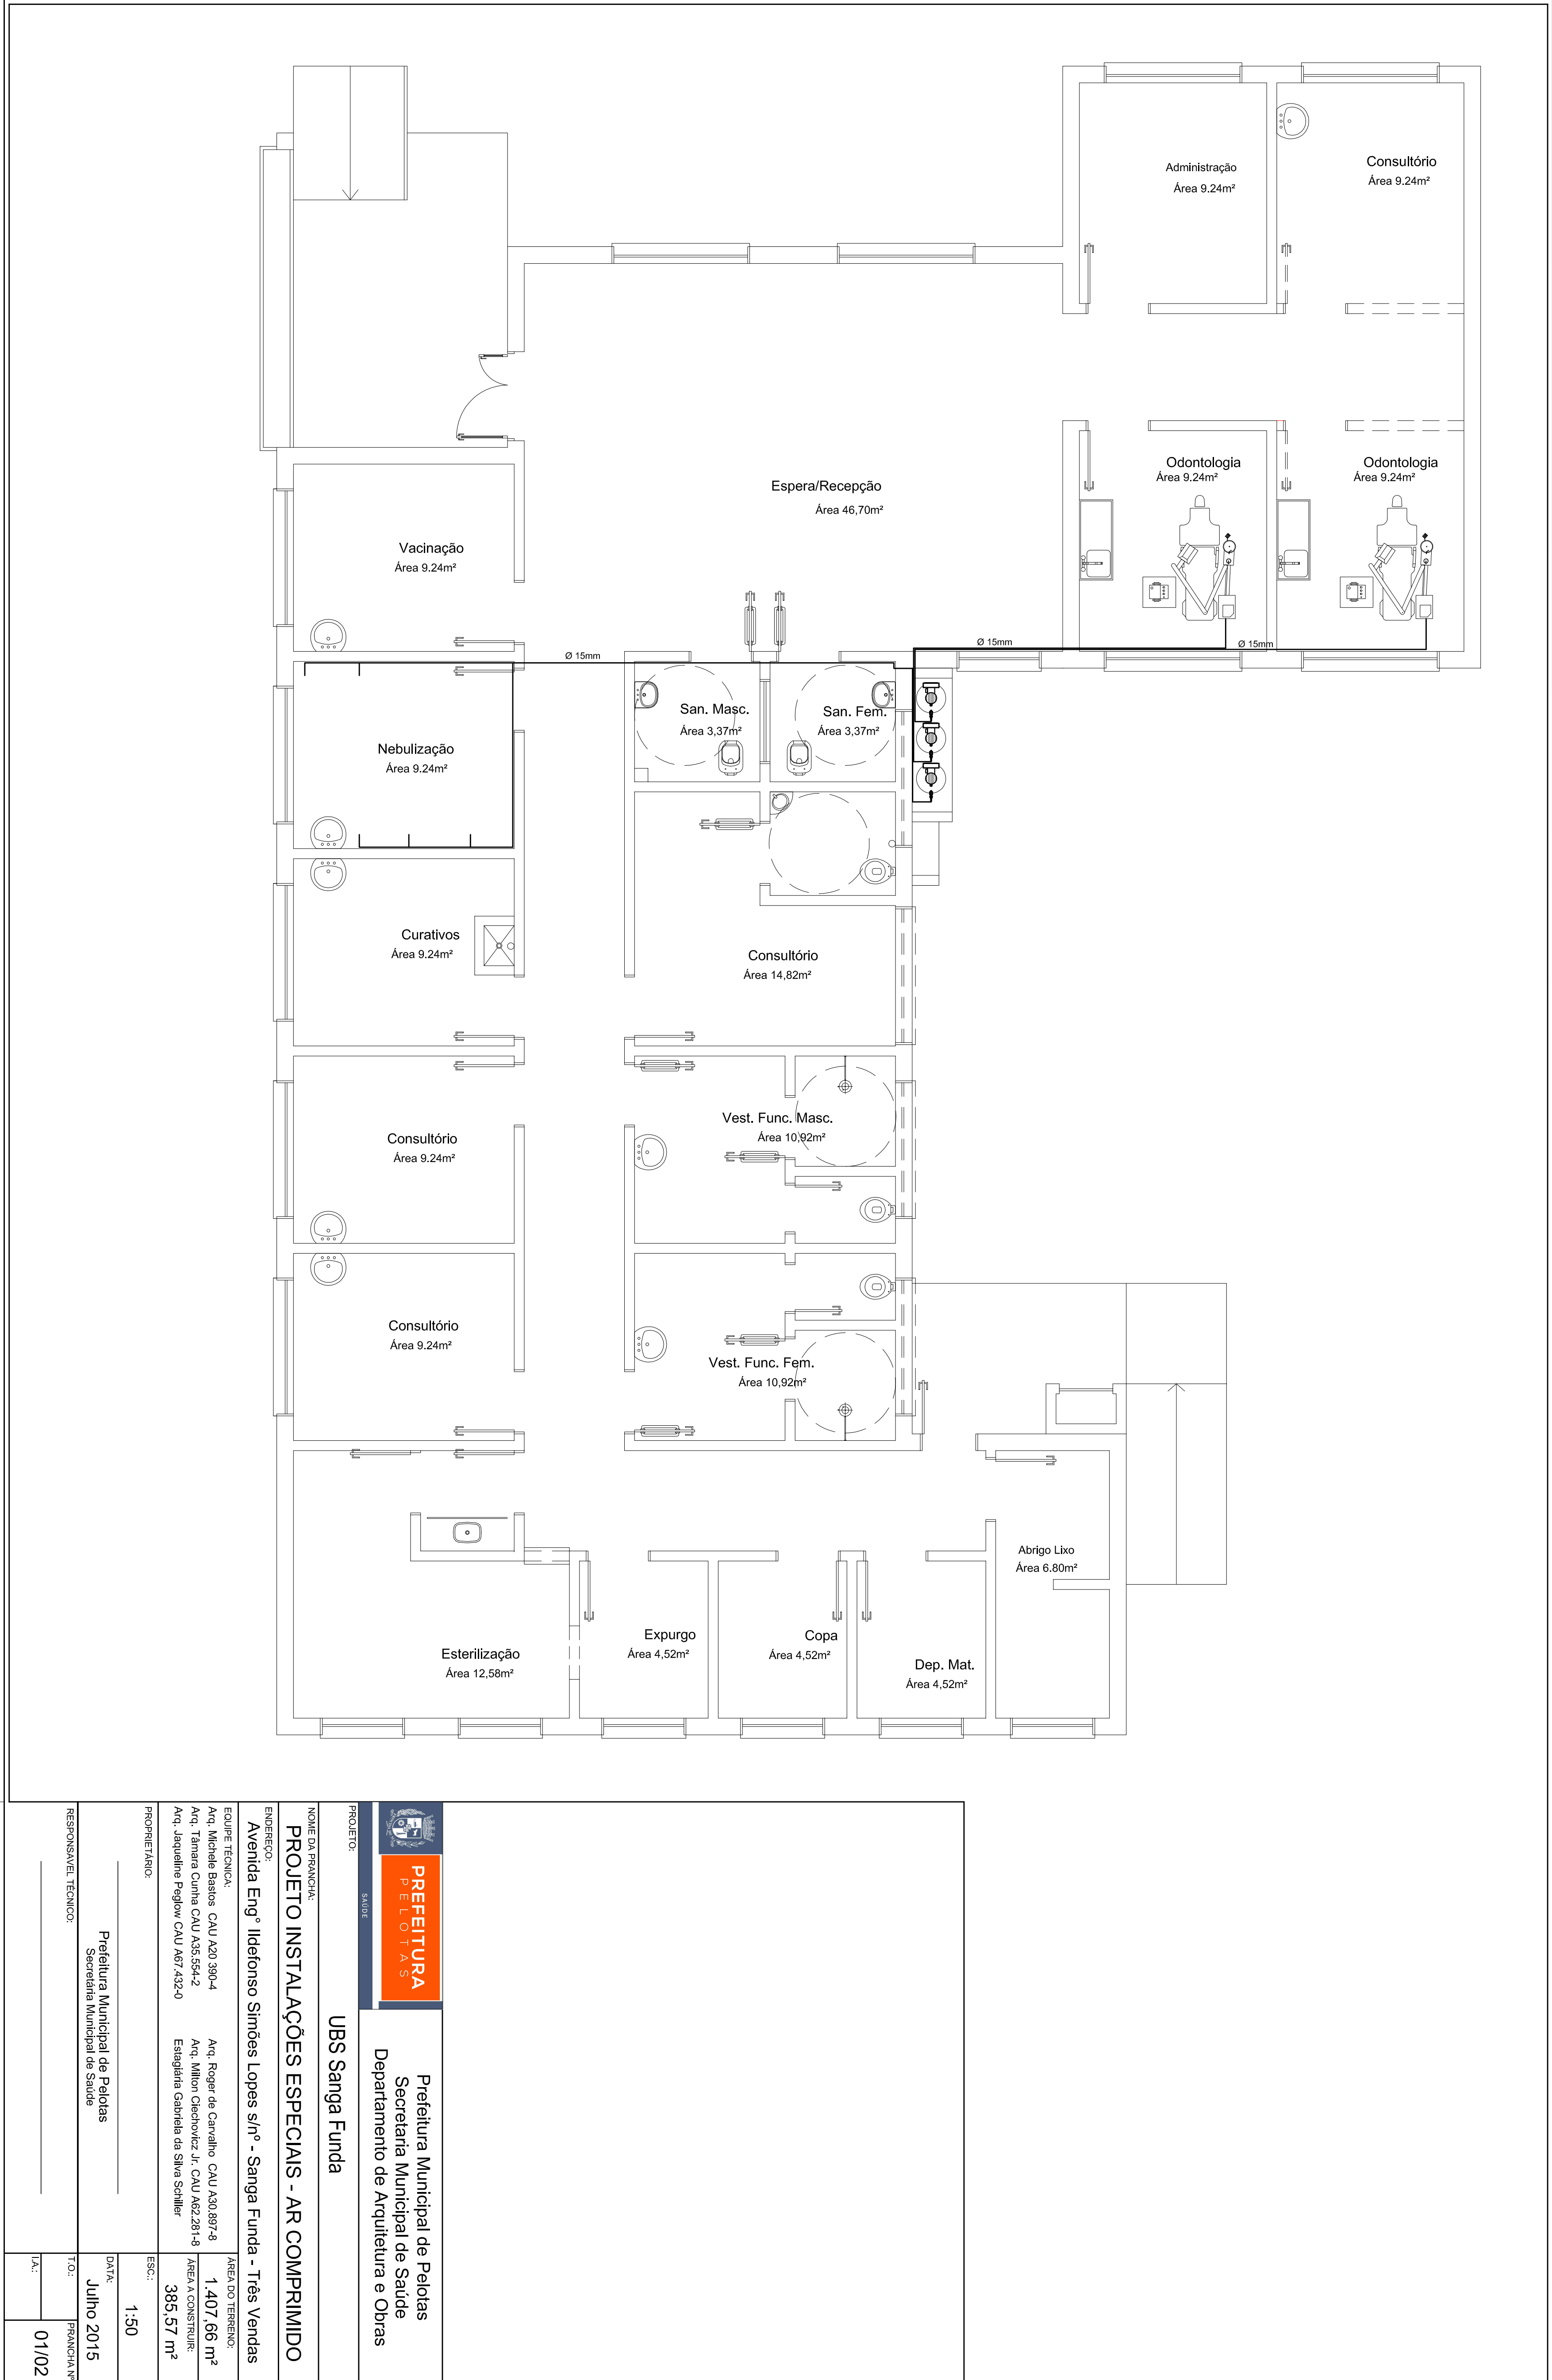 Administração
Área 9.24m²
Consultório
Área 9.24m²
Espera/Recepção
Área 46,70m²
Odontologia
Área 9.24m²
Odontologia
Área 9.24m²
Vacinação
Área 9.24m²
Ø 15mm
Ø 15mm
Ø 15mm
San. Masc.
Área 3,37m²
San. Fem.
Área 3,37m²
Nebulização
Área 9.24m²
Curativos
Área 9.24m²
Consultório
Área 14,82m²
Consultório
Área 9.24m²
Vest. Func. Masc.
Área 10,92m²
Consultório
Área 9.24m²
Vest. Func. Fem.
Área 10,92m²
Abrigo Lixo
Área 6.80m²
Esterilização
Área 12,58m²
Expurgo
Área 4,52m²
Copa
Área 4,52m²
Dep. Mat.
Área 4,52m²
PREFEITURA
PELOTAS
SAÚDE
Prefeitura Municipal de Pelotas
Secretaria Municipal de Saúde
Departamento de Arquitetura e Obras
PROJETO:
UBS Sanga Funda
NOME DA PRANCHA:
PROJETO INSTALAÇÕES ESPECIAIS - AR COMPRIMIDO
ENDEREÇO:
Avenida Eng° Ildefonso Simões Lopes s/nº - Sanga Funda - Três Vendas
EQUIPE TÉCNICA:
Arq. Michele Bastos CAU A20 390-4
Arq. Tâmara Cunha CAU A35.554-2
Arq. Jaqueline Peglow CAU A67.432-0
Arq. Roger de Carvalho CAU A30.897-8
Arq. Milton Ciechovicz Jr. CAU A62.281-8
Estagiária Gabriela da Silva Schiller
ÁREA DO TERRENO:
1.407,66 m²
ÁREA A CONSTRUIR:
385,57 m²
PROPRIETÁRIO:
Prefeitura Municipal de Pelotas
Secretária Municipal de Saúde
ESC.:
1:50
DATA:
Julho 2015
RESPONSAVEL TÉCNICO:
T.O.:
I.A.:
PRANCHA Nº
01/02